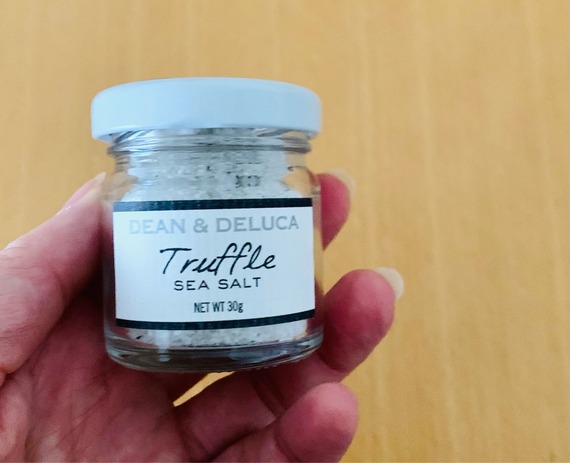 DEAN & DELUCA
Truffle
SEA SALT
NET WT 30g